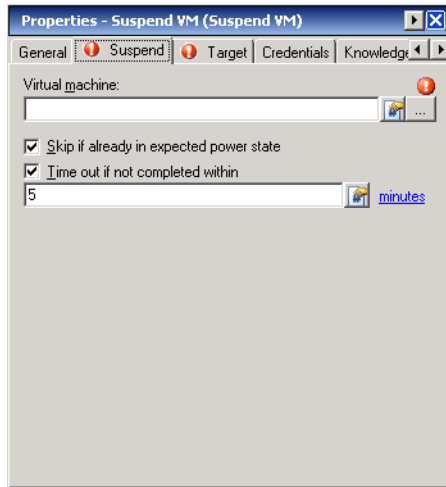 Properties - Suspend VM (Suspend VM)
General Suspend Target Credentials Knowledge
Virtual machine:
...
Skip if already in expected power state
Time out if not completed within
5 minutes